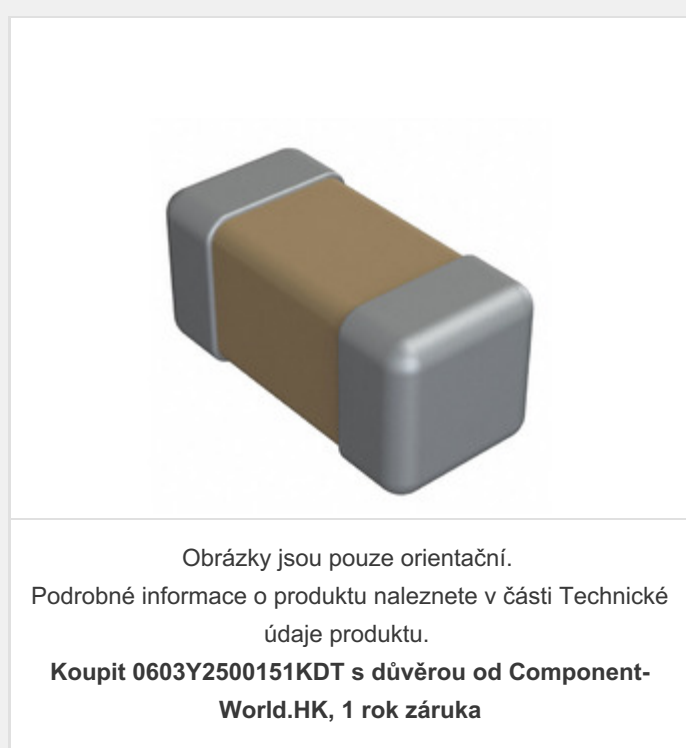 Obrázky jsou pouze orientační.
Podrobné informace o produktu naleznete v části Technické
údaje produktu.
Koupit 0603Y2500151KDT s důvěrou od Component-
World.HK, 1 rok záruka